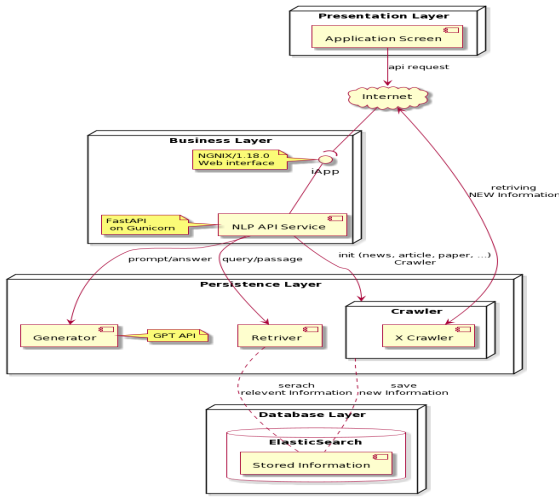 Presentation Layer
Application Screen
api request
internet
Business Layer
NGNIX/1.18.0
Web interface
iApp
retriving
NEW Information
FastAPI
on Gunicorn
NLP API Service
prompt/answer
query/passage
init (news, article, paper, ...)
Crawler
Persistence Layer
Crawler
Generator
GPT API
Retriver
X Crawler
serach
relevent Information
save
new Information
Database Layer
ElasticSearch
Stored Information